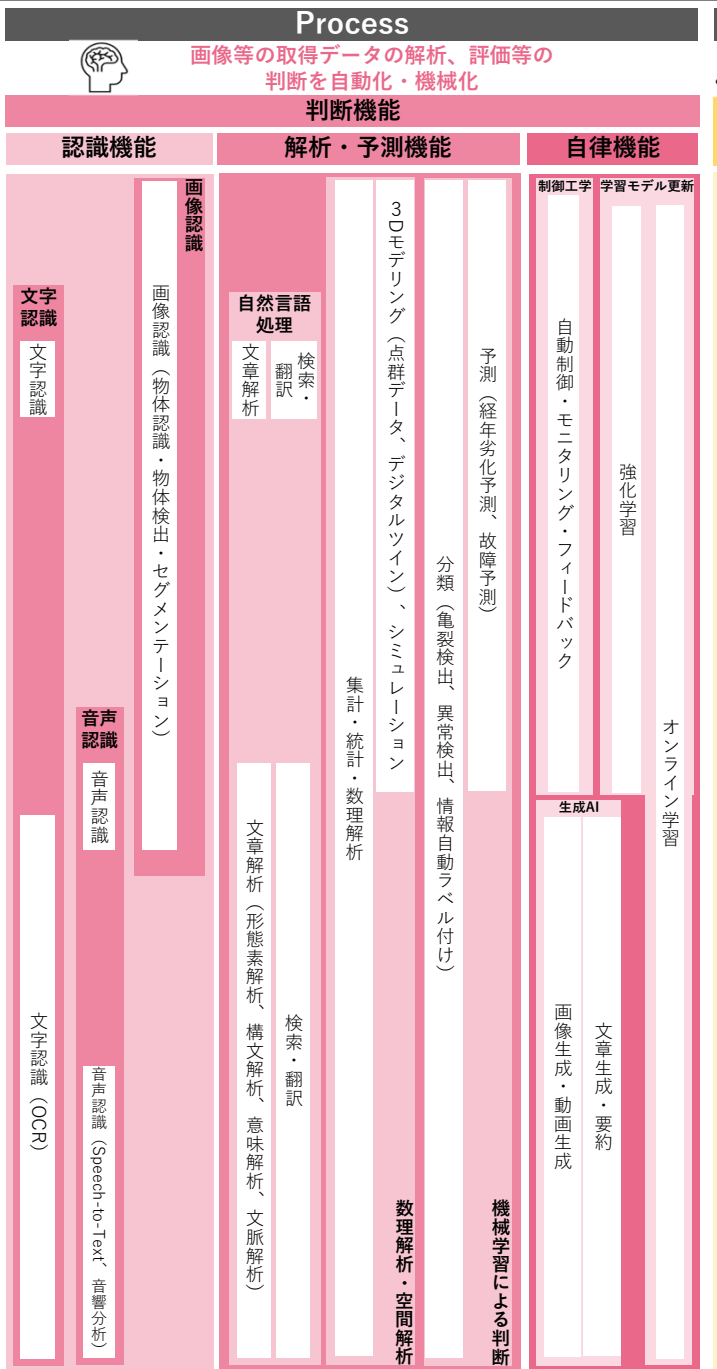 Process
画像等の取得データの解析、評価等の
判断を自動化・機械化
判断機能
認識機能
解析・予測機能
自律機能
文字
認識
文字認識
文字認識（OCR）
音声
認識
音声認識
音声認識（Speech-to-Text、音響分析）
画像認識
画像認識（物体認識・物体検出・セグメンテーション）
自然言語
処理
文章解析
検索・
翻訳
文章解析（形態素解析、構文解析、意味解析、文脈解析）
検索・翻訳
数理解析・空間解析
集計・統計・数理解析
3Dモデリング（点群データ、デジタルツイン）、シミュレーション
機械学習による判断
分類（亀裂検出、異常検出、情報自動ラベル付け）
予測（経年劣化予測、故障予測）
制御工学
自動制御・モニタリング・フィードバック
学習モデル更新
強化学習
オンライン学習
生成AI
画像生成・動画生成
文章生成・要約